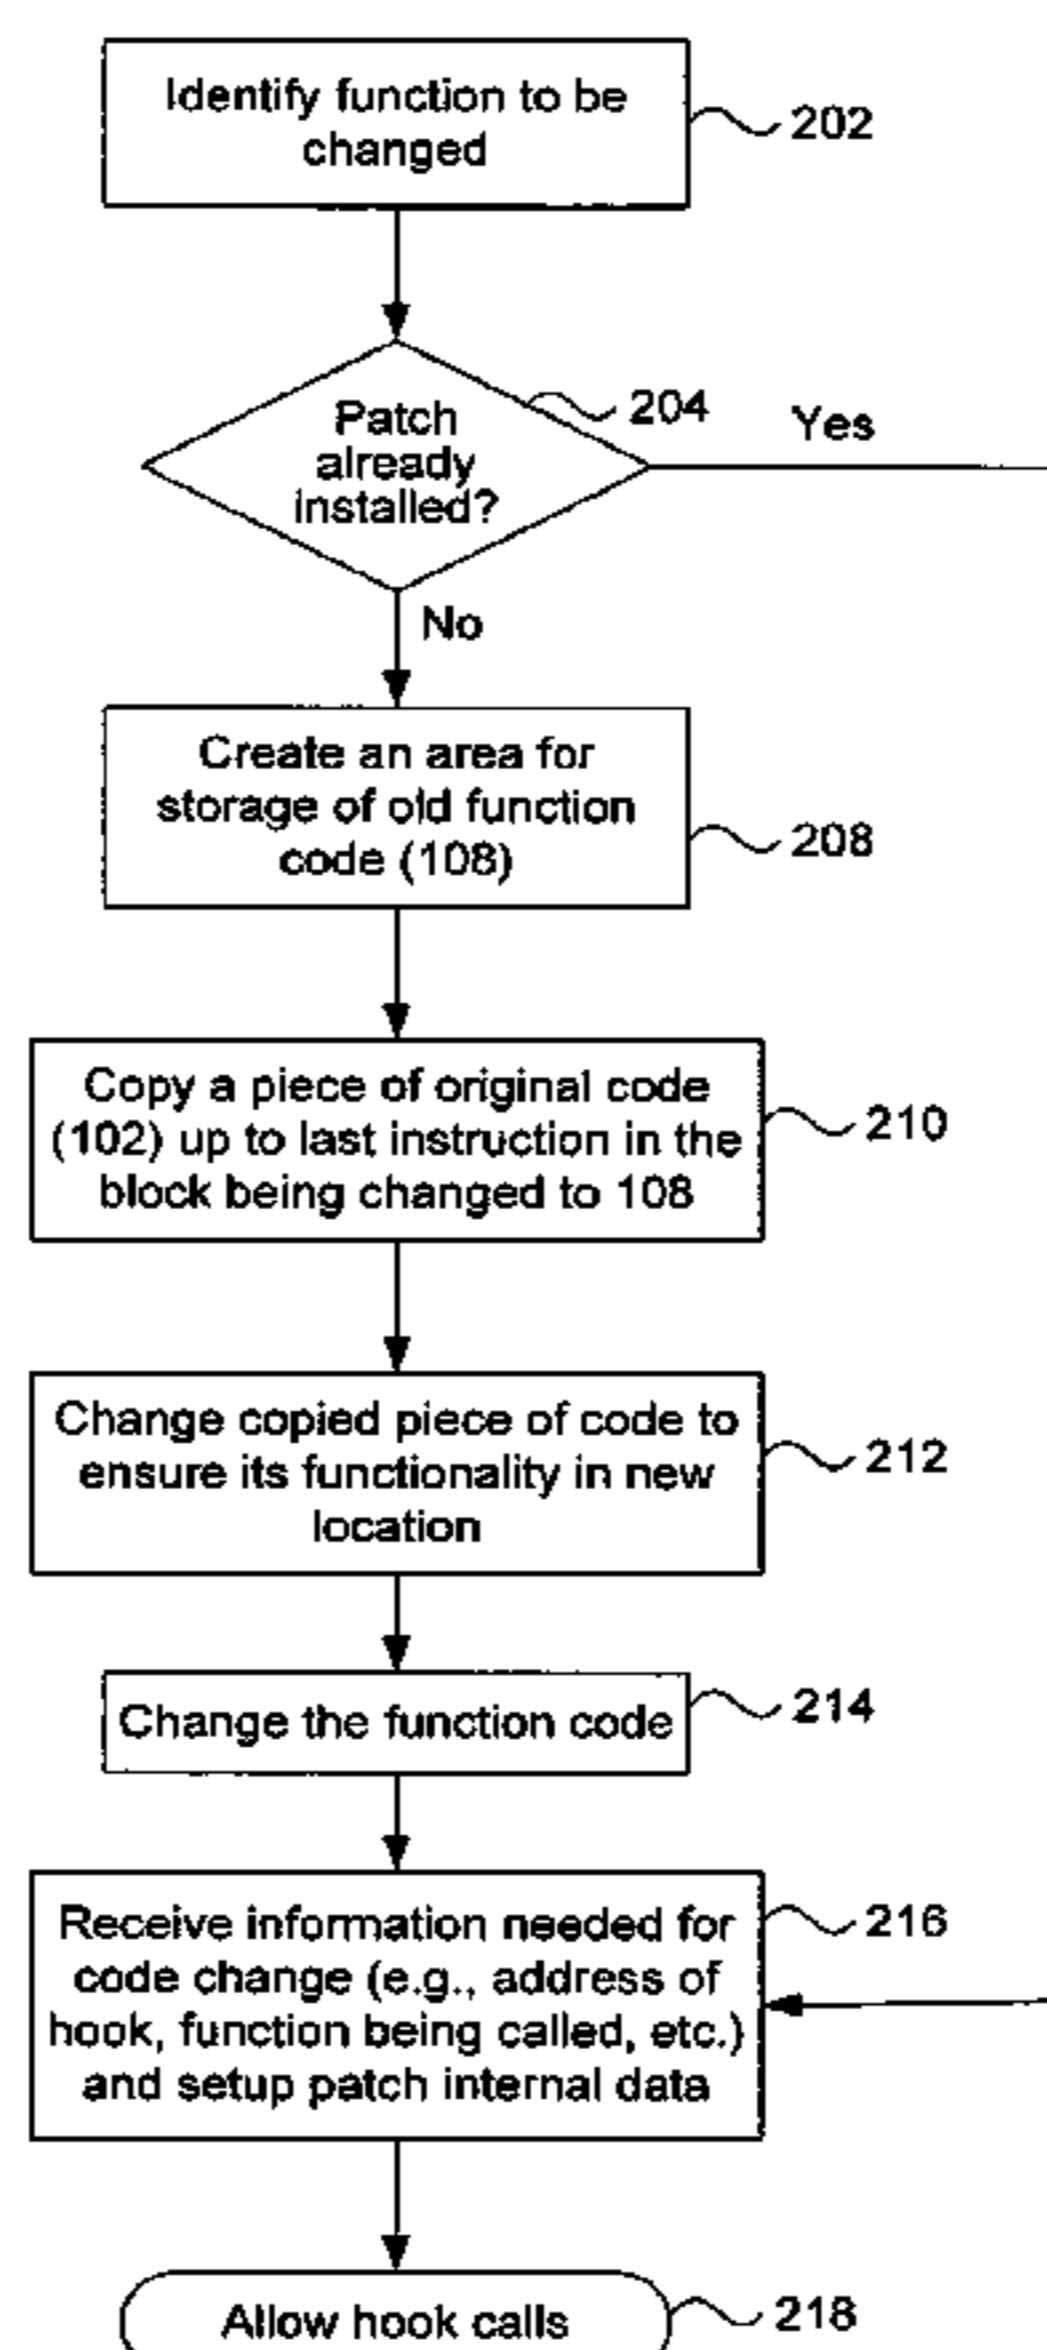 Identify function to be
changed
202
Patch
already
installed?
204
Yes
No
Create an area for
storage of old function
code (108)
208
Copy a piece of original code
(102) up to last instruction in the
block being changed to 108
210
Change copied piece of code to
ensure its functionality in new
location
212
Change the function code
214
Receive information needed for
code change (e.g., address of
hook, function being called, etc.)
and setup patch internal data
216
Allow hook calls
218